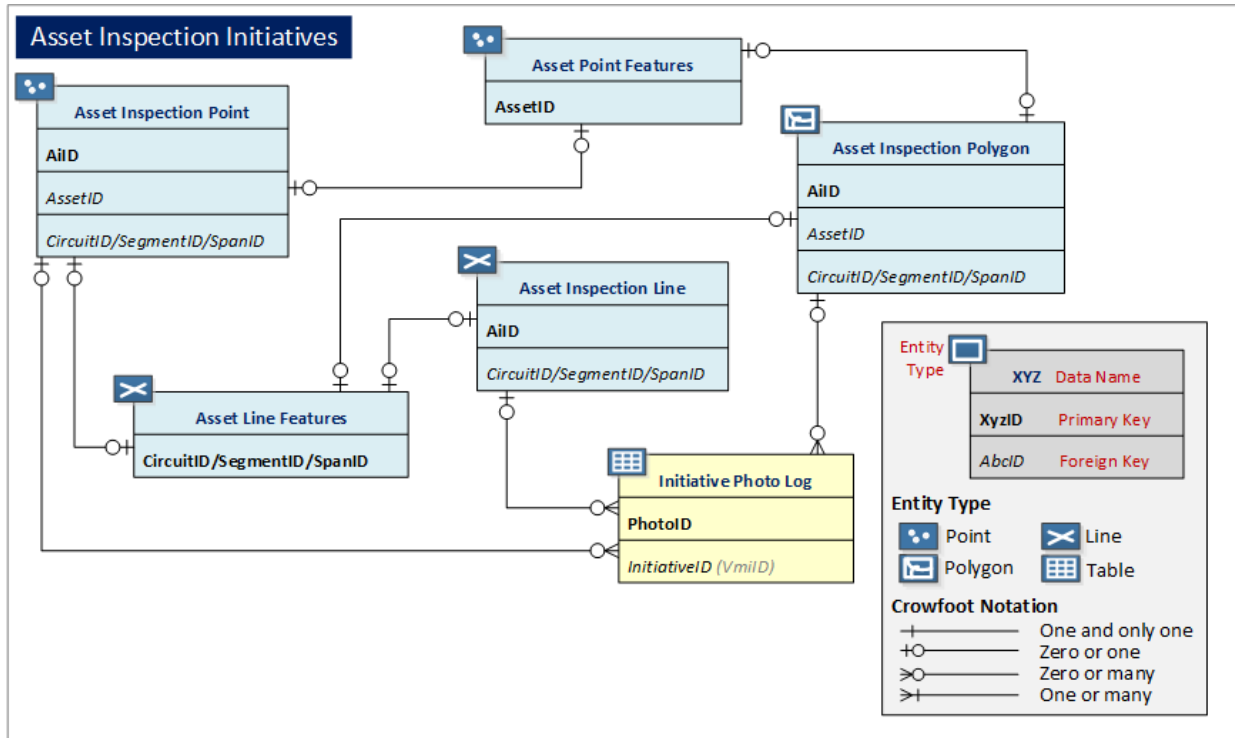 Asset Inspection Initiatives
Asset Point Features
AssetID
Asset Inspection Point
AiID
AssetID
CircuitID/SegmentID/SpanID
Asset Inspection Polygon
AiID
AssetID
CircuitID/SegmentID/SpanID
Asset Inspection Line
AiID
CircuitID/SegmentID/SpanID
Asset Line Features
CircuitID/SegmentID/SpanID
Initiative Photo Log
PhotoID
InitiativeID (VmiID)
Entity
Type
XYZ Data Name
XyzID Primary Key
AbcID Foreign Key
Entity Type
Point
Line
Polygon
Table
Crowfoot Notation
One and only one
Zero or one
Zero or many
One or many